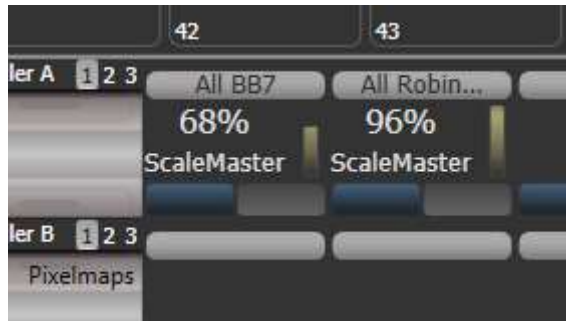 42 43
ler A 1 2 3 All BB7 All Robin...
68% 96%
ScaleMaster ScaleMaster
ler B 1 2 3
Pixelmaps